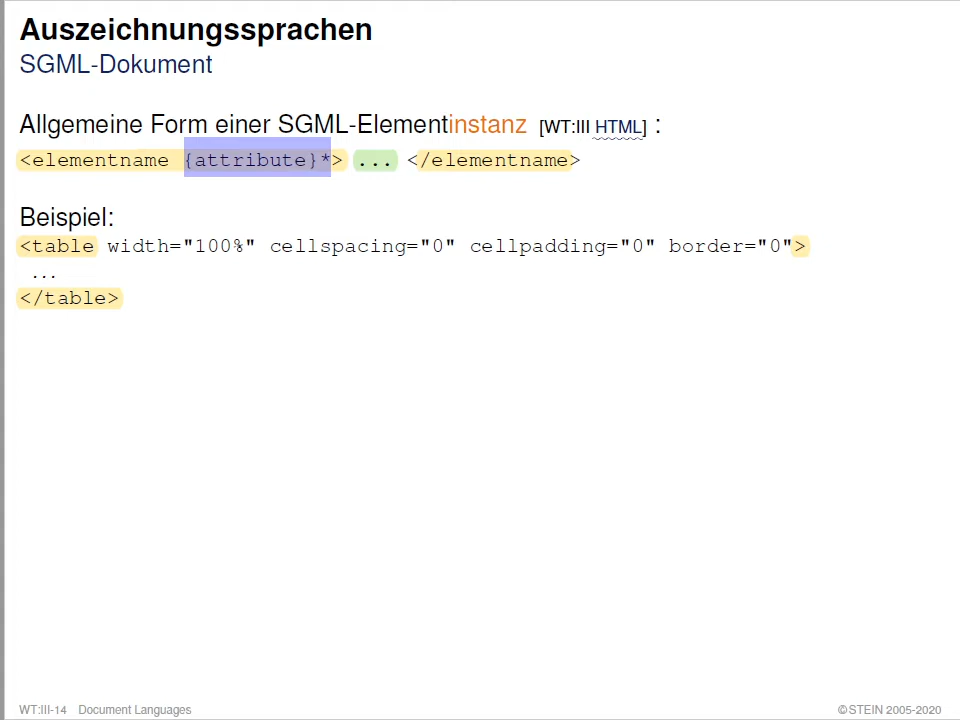 Auszeichnungssprachen
SGML-Dokument
Allgemeine Form einer SGML-Elementinstanz [WT:III HTML] :
<elementname {attribute}*> ... </elementname>
Beispiel:
<table width="100%" cellspacing="0" cellpadding="0" border="0">
...
</table>
WT:III-14 Document Languages ©STEIN 2005-2020